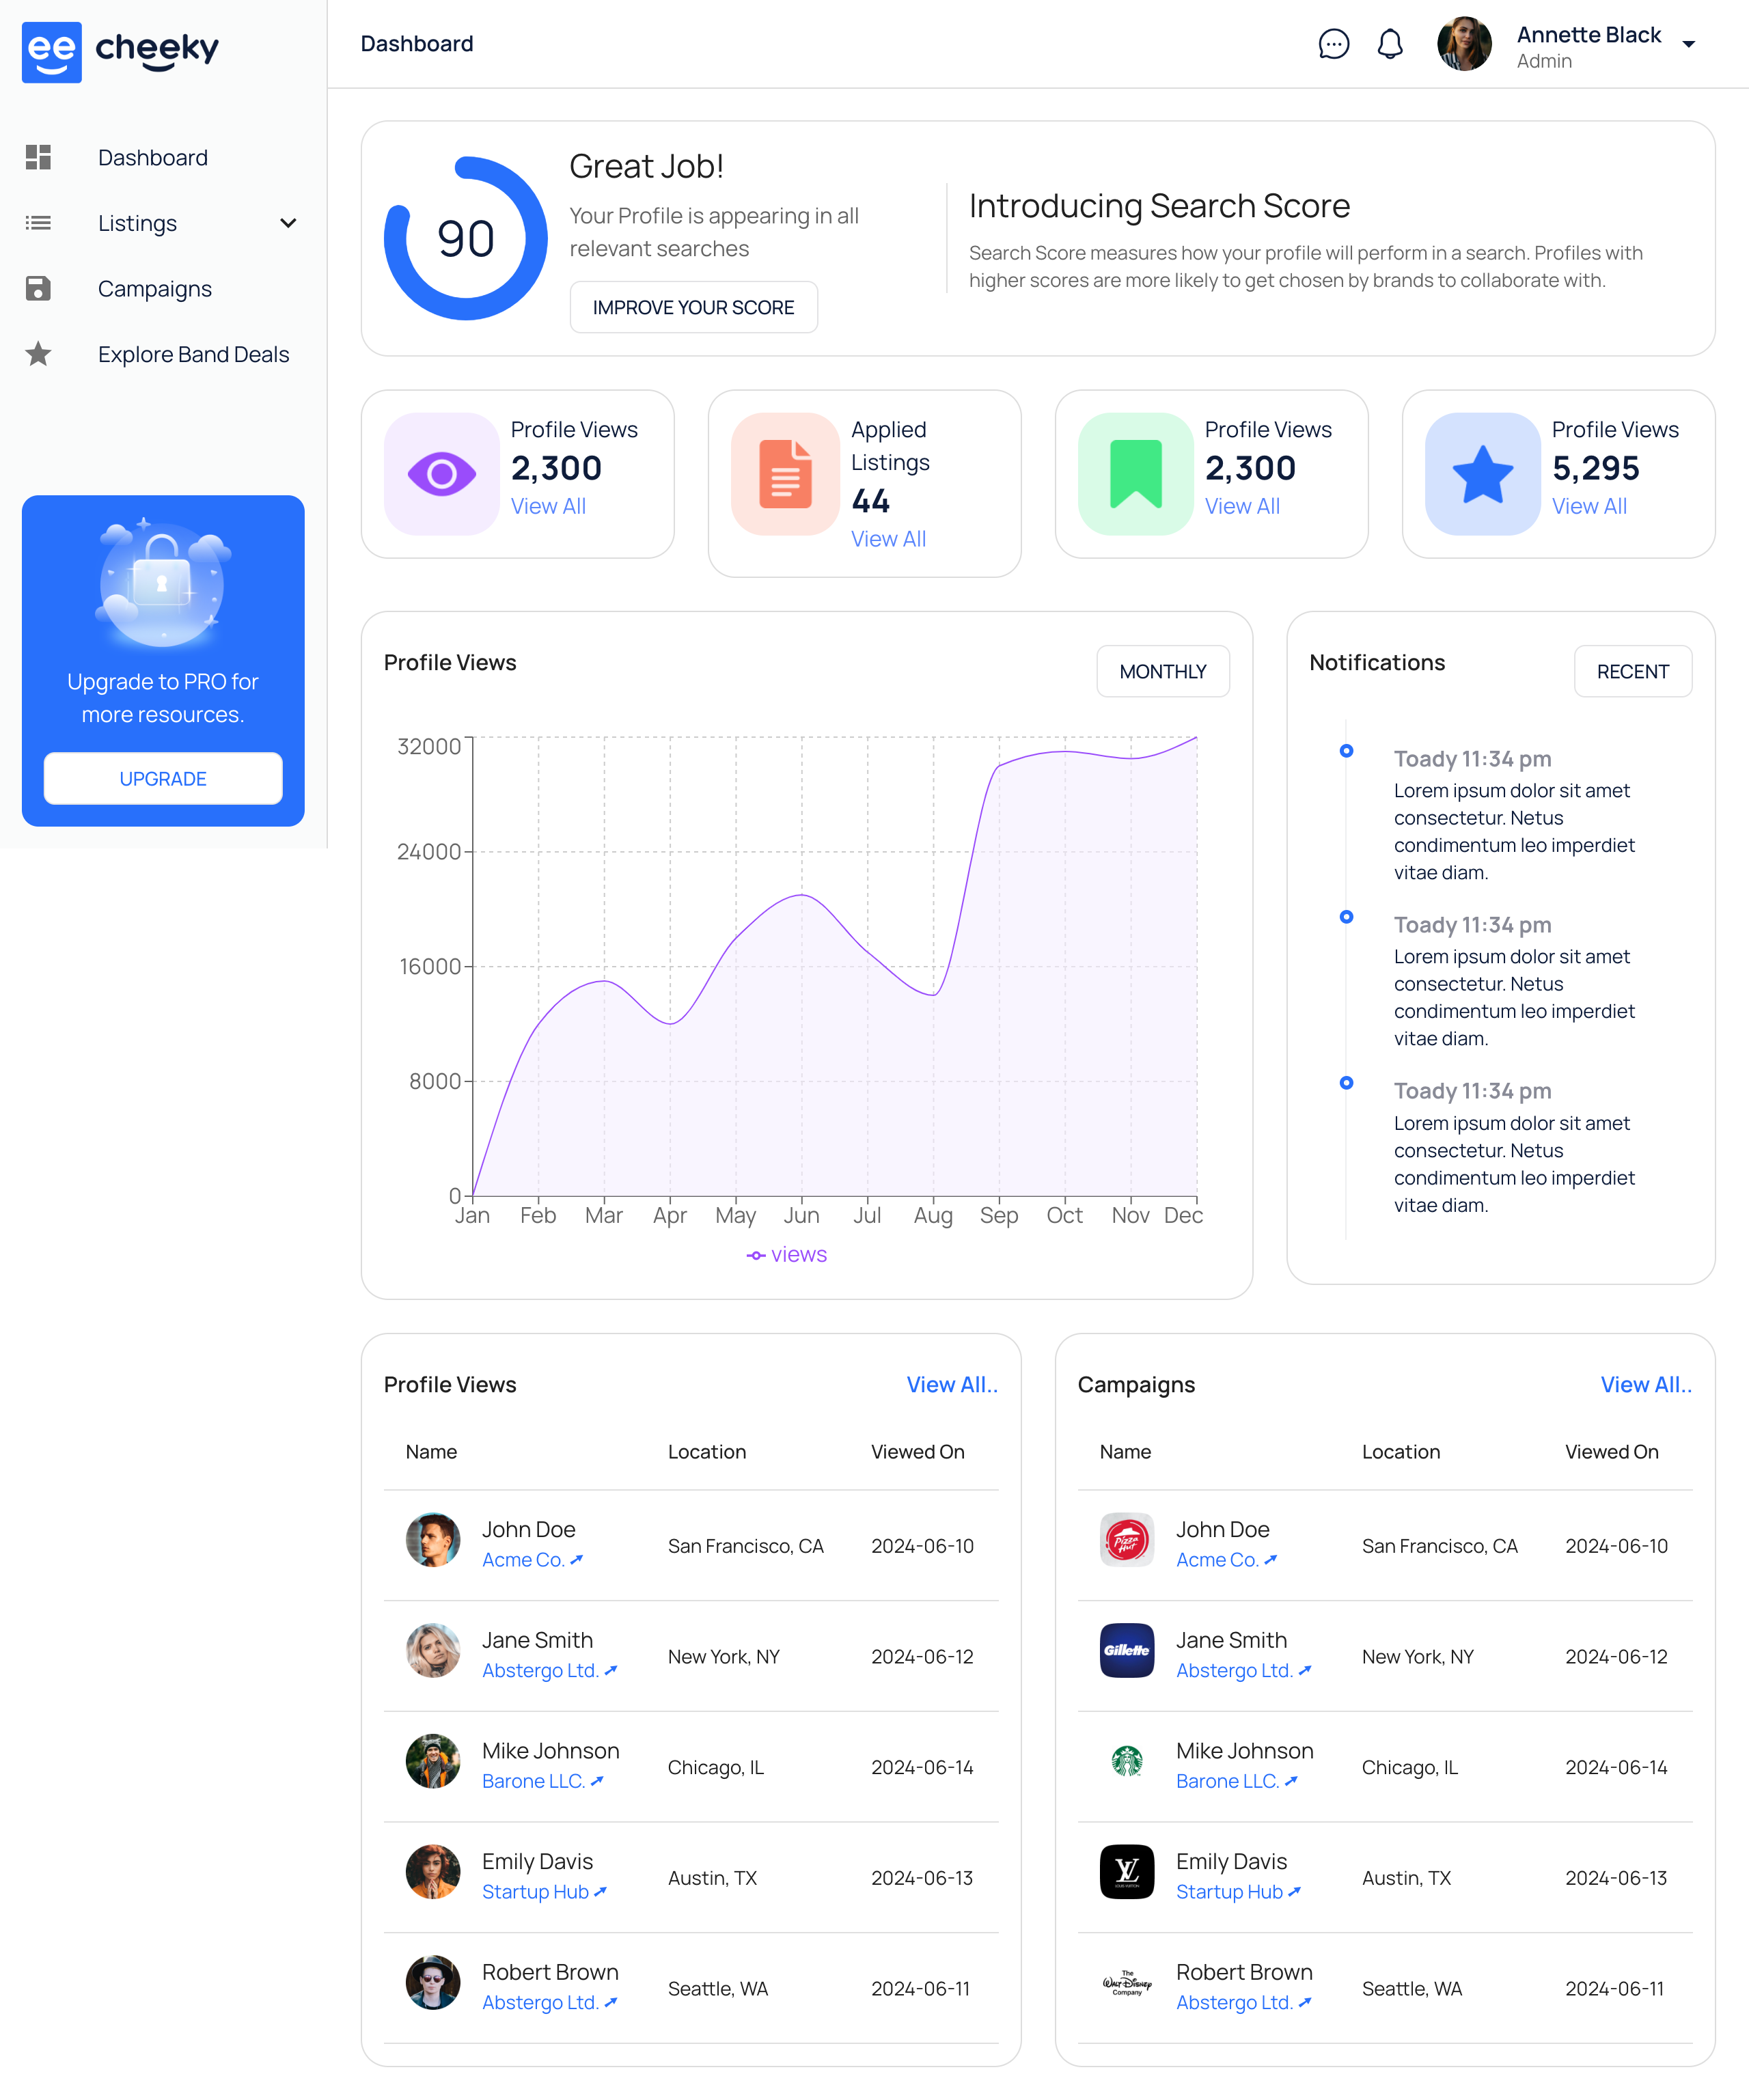 ee cheeky
Dashboard
Listings
Campaigns
Explore Band Deals
Upgrade to PRO for
more resources.
UPGRADE
Dashboard
Annette Black
Admin
90
Great Job!
Your Profile is appearing in all
relevant searches
IMPROVE YOUR SCORE
Introducing Search Score
Search Score measures how your profile will perform in a search. Profiles with
higher scores are more likely to get chosen by brands to collaborate with.
Profile Views
2,300
View All
Applied
Listings
44
View All
Profile Views
2,300
View All
Profile Views
5,295
View All
Profile Views
MONTHLY
32000
24000
16000
8000
0
Jan Feb Mar Apr May Jun Jul Aug Sep Oct Nov Dec
views
Notifications
RECENT
Toady 11:34 pm
Lorem ipsum dolor sit amet
consectetur. Netus
condimentum leo imperdiet
vitae diam.
Toady 11:34 pm
Lorem ipsum dolor sit amet
consectetur. Netus
condimentum leo imperdiet
vitae diam.
Toady 11:34 pm
Lorem ipsum dolor sit amet
consectetur. Netus
condimentum leo imperdiet
vitae diam.
Profile Views
View All..
Name Location Viewed On
John Doe
Acme Co.
San Francisco, CA
2024-06-10
Jane Smith
Abstergo Ltd.
New York, NY
2024-06-12
Mike Johnson
Barone LLC.
Chicago, IL
2024-06-14
Emily Davis
Startup Hub
Austin, TX
2024-06-13
Robert Brown
Abstergo Ltd.
Seattle, WA
2024-06-11
Campaigns
View All..
Name Location Viewed On
Pizza
Hut
John Doe
Acme Co.
San Francisco, CA
2024-06-10
Gillette
Jane Smith
Abstergo Ltd.
New York, NY
2024-06-12
Mike Johnson
Barone LLC.
Chicago, IL
2024-06-14
LV
LOUIS VUITTON
Emily Davis
Startup Hub
Austin, TX
2024-06-13
The
WALT DISNEY
Company
Robert Brown
Abstergo Ltd.
Seattle, WA
2024-06-11